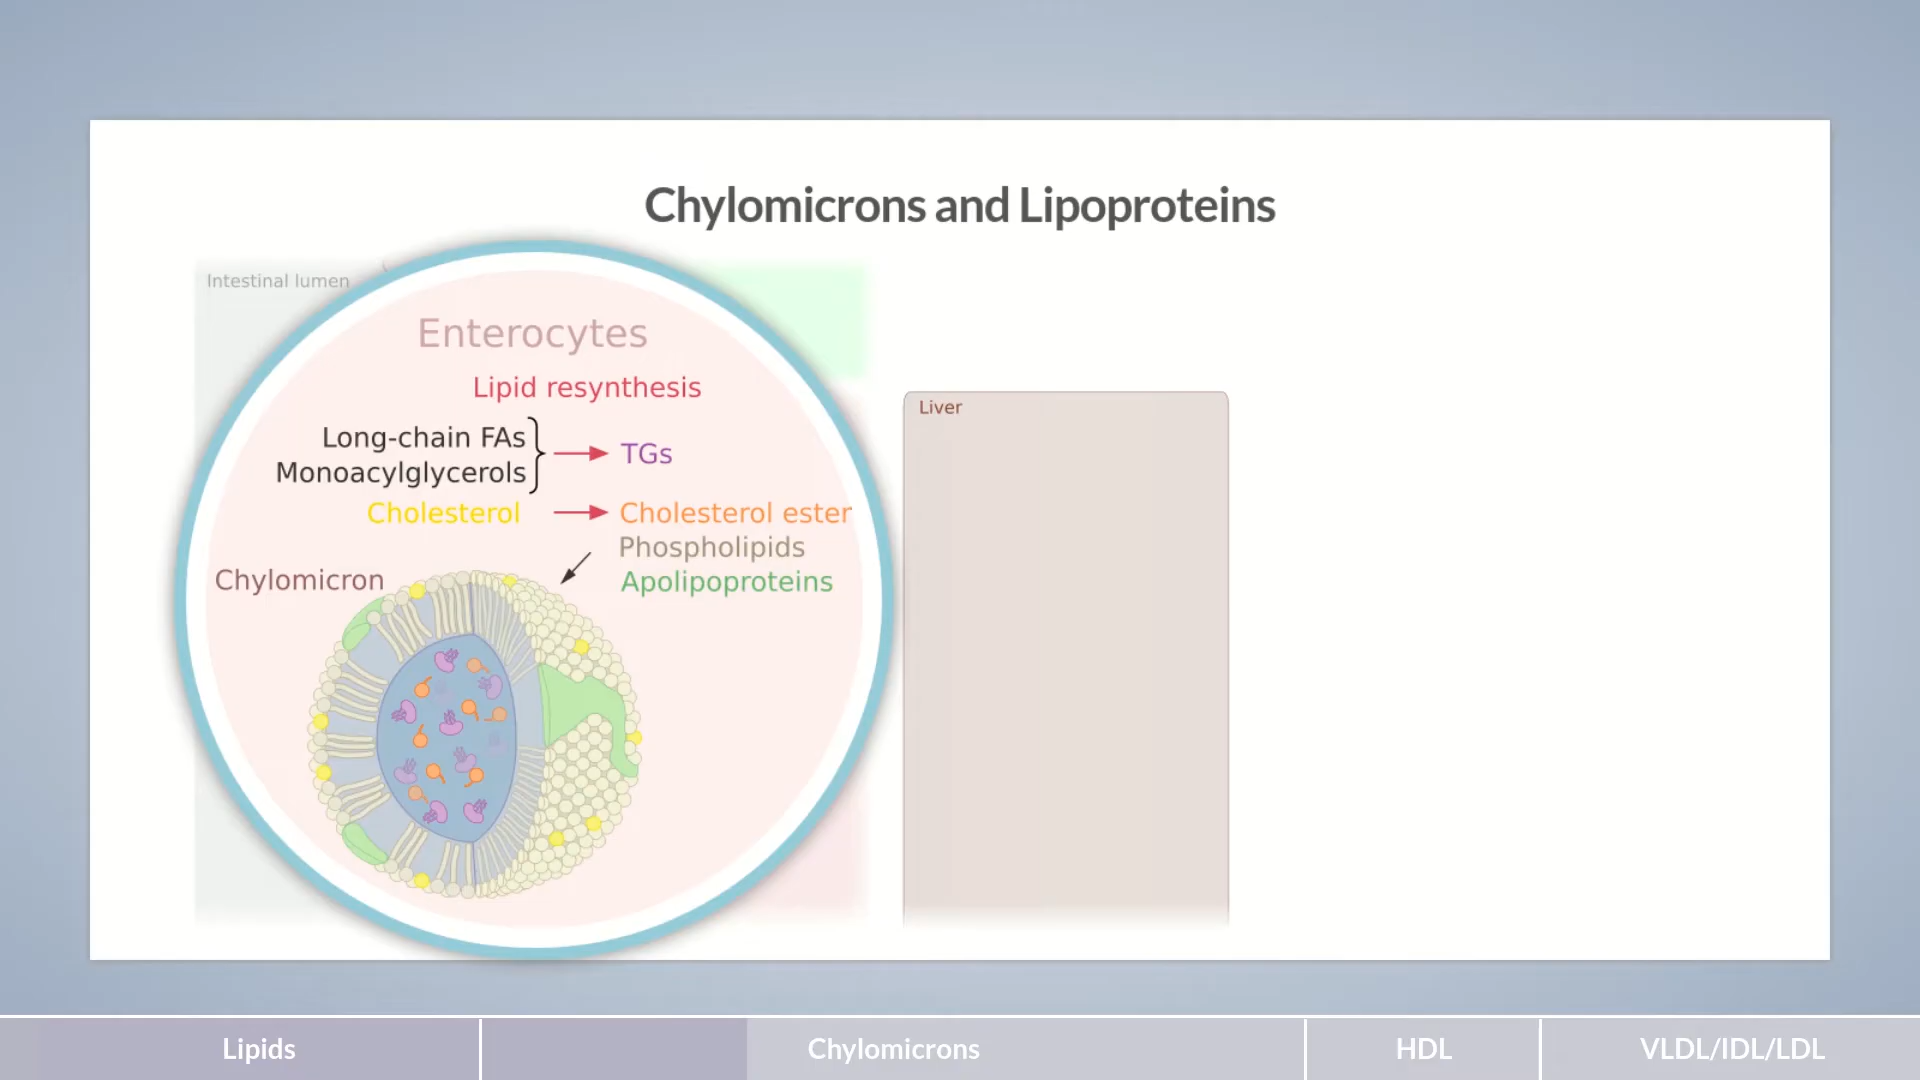 Chylomicrons and Lipoproteins
Intestinal lumen
Enterocytes
Lipid resynthesis
Long-chain FAs
Monoacylglycerols
TGs
Cholesterol
Cholesterol ester
Phospholipids
Apolipoproteins
Chylomicron
Liver
Lipids
Chylomicrons
HDL
VLDL/IDL/LDL